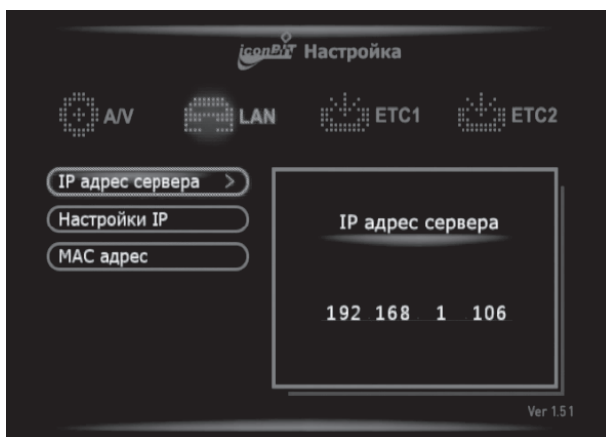 iconBiT Настройка
A/V LAN ETC1 ETC2
IP адрес сервера >
Настройки IP
MAC адрес
IP адрес сервера
192 . 168 . 1 . 106
Ver 1.51